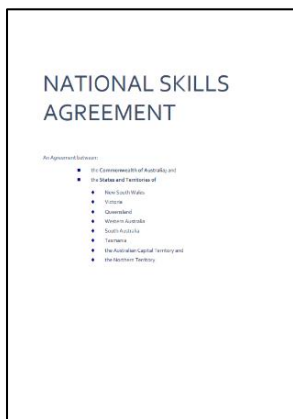 NATIONAL SKILLS
AGREEMENT
An Agreement between:
the Commonwealth of Australia; and
the States and Territories of
New South Wales
Victoria
Queensland
Western Australia
South Australia
Tasmania
the Australian Capital Territory and
the Northern Territory